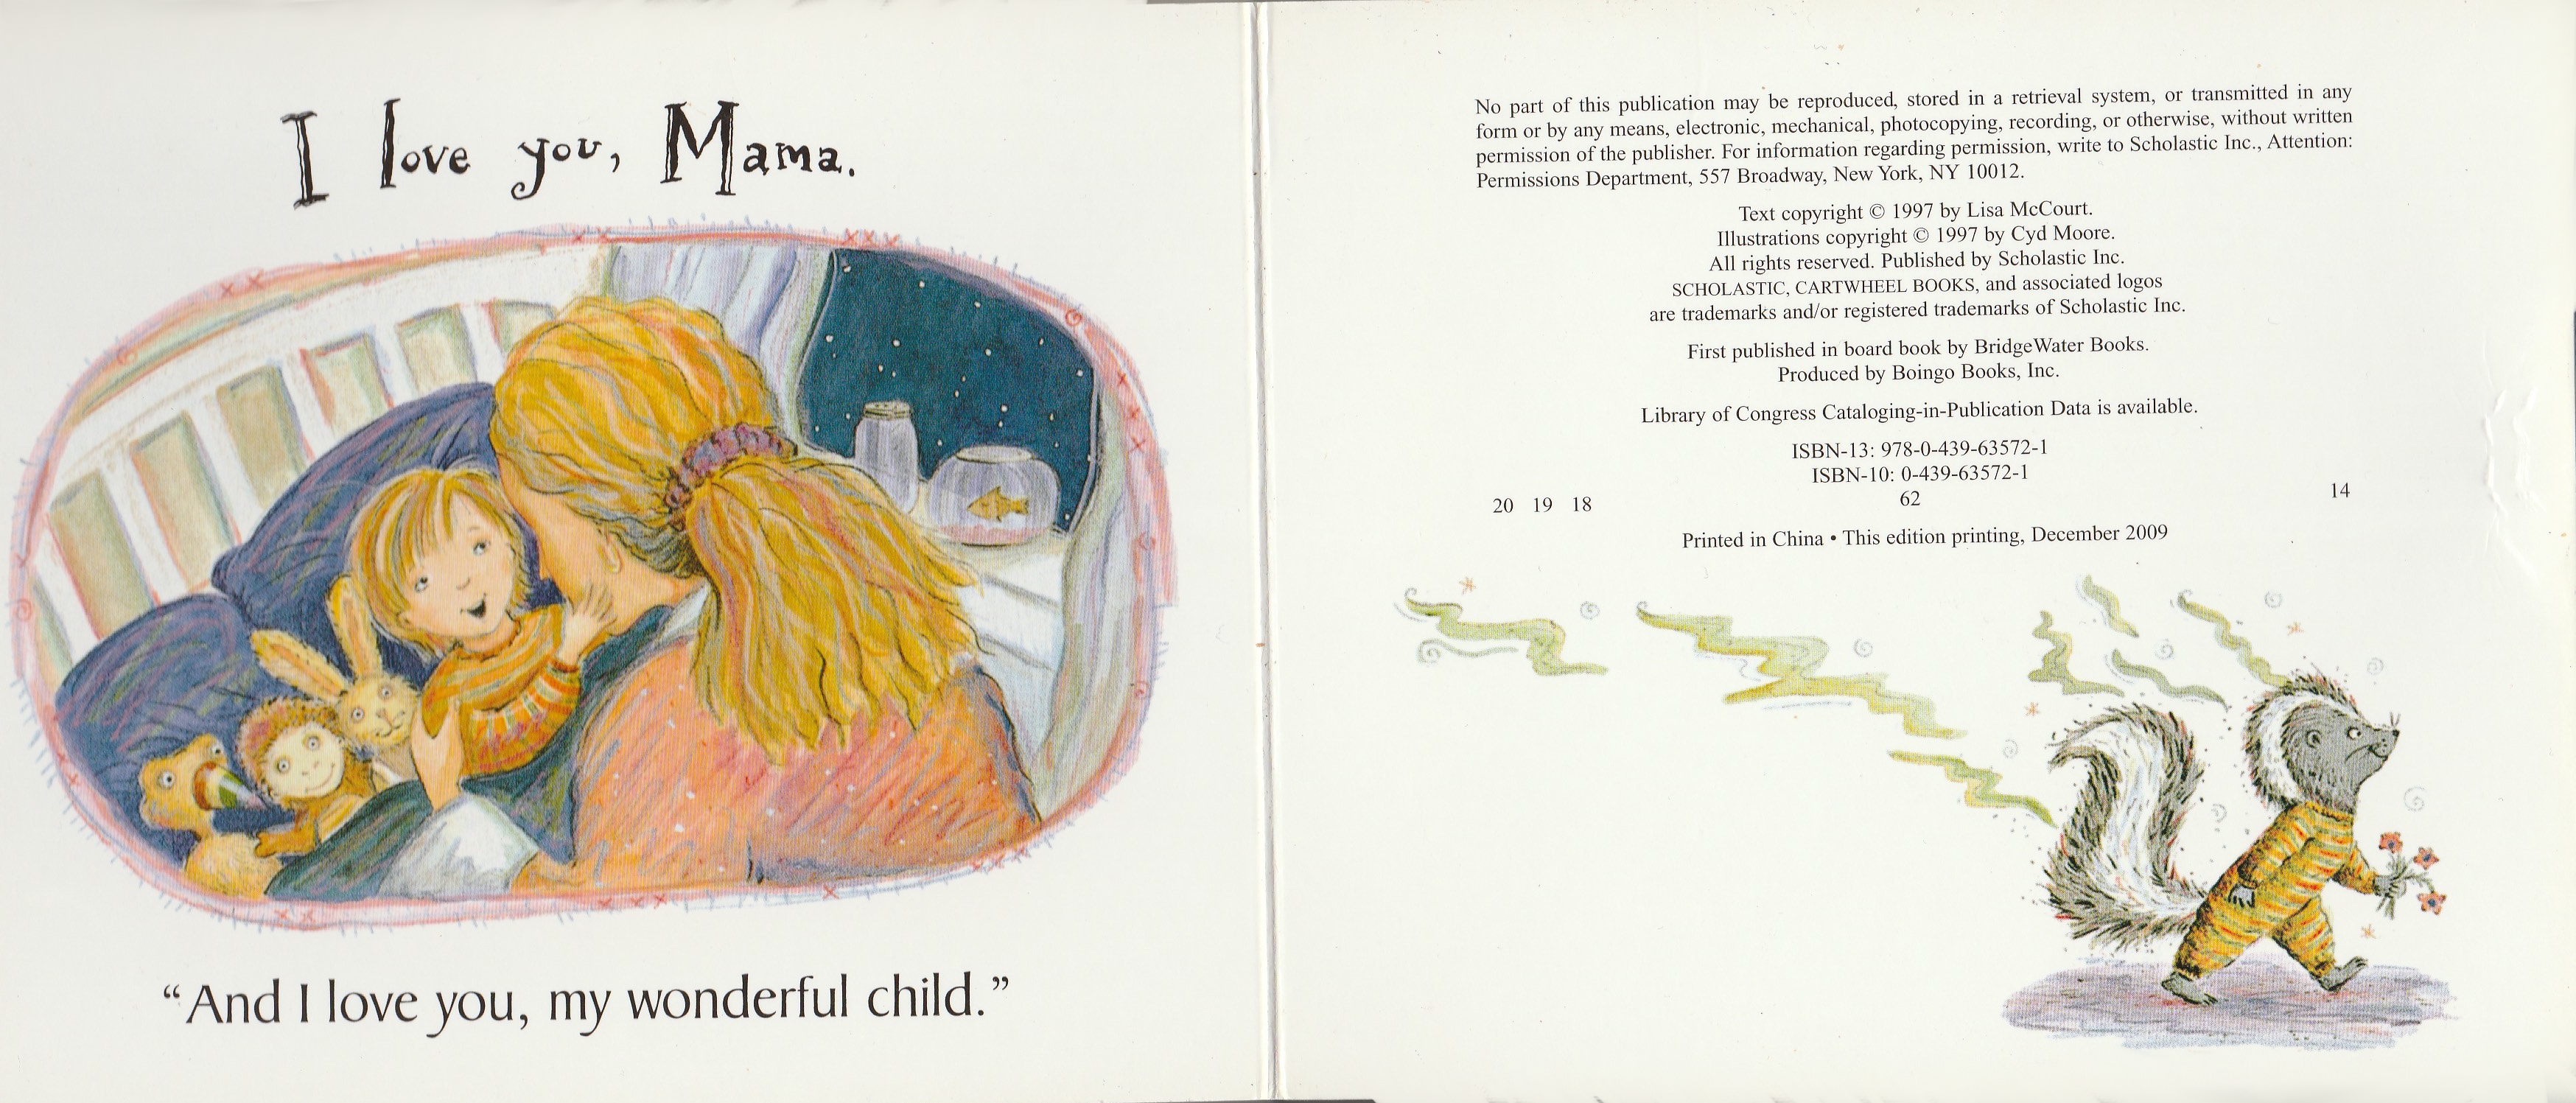 I love you, Mama.
“And I love you, my wonderful child.”
No part of this publication may be reproduced, stored in a retrieval system, or transmitted in any
form or by any means, electronic, mechanical, photocopying, recording, or otherwise, without written
permission of the publisher. For information regarding permission, write to Scholastic Inc., Attention:
Permissions Department, 557 Broadway, New York, NY 10012.
Text copyright © 1997 by Lisa McCourt.
Illustrations copyright © 1997 by Cyd Moore.
All rights reserved. Published by Scholastic Inc.
SCHOLASTIC, CARTWHEEL BOOKS, and associated logos
are trademarks and/or registered trademarks of Scholastic Inc.
First published in board book by BridgeWater Books.
Produced by Boingo Books, Inc.
Library of Congress Cataloging-in-Publication Data is available.
ISBN-13: 978-0-439-63572-1
ISBN-10: 0-439-63572-1
20 19 18 62 14
Printed in China • This edition printing, December 2009